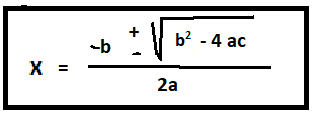 X = -b ± √ b² - 4 ac
2a